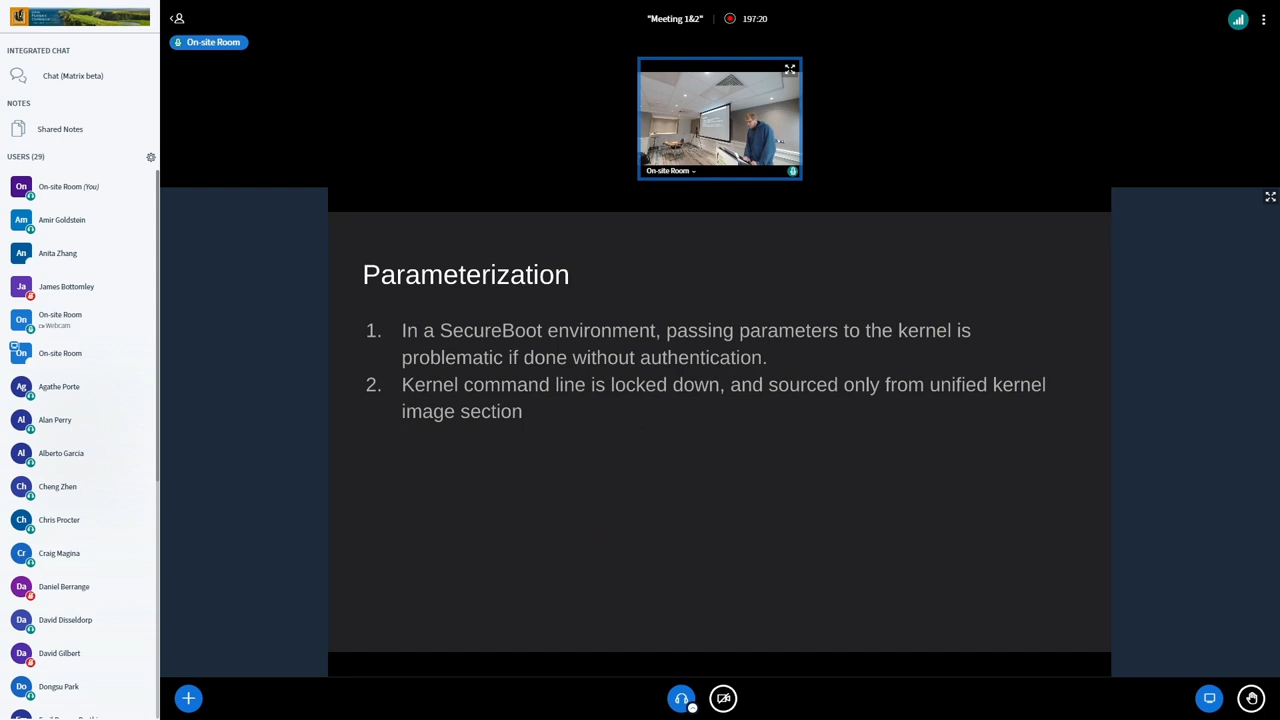 "Meeting 1&2"
197:20
On-site Room
INTEGRATED CHAT
Chat (Matrix beta)
NOTES
Shared Notes
USERS (29)
On On-site Room (You)
Am Amir Goldstein
An Anita Zhang
Ja James Bottomley
On On-site Room
Webcam
On On-site Room
Ag Agathe Porte
Al Alan Perry
Al Alberto Garcia
Ch Cheng Zhen
Ch Chris Procter
Cr Craig Magina
Da Daniel Berrange
Da David Disseldorp
Da David Gilbert
Do Dongsu Park
On-site Room
Parameterization
1. In a SecureBoot environment, passing parameters to the kernel is
problematic if done without authentication.
2. Kernel command line is locked down, and sourced only from unified kernel
image section